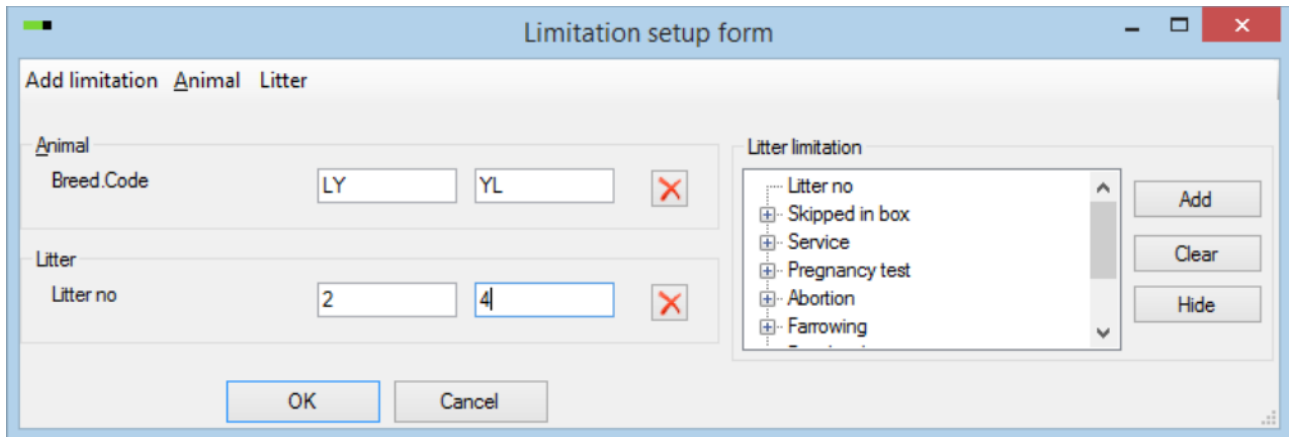 Limitation setup form
Add limitation Animal Litter
Animal
Breed.Code LY YL
Litter
Litter no 2 4
Litter limitation
Litter no
Skipped in box
Service
Pregnancy test
Abortion
Farrowing
Add
Clear
Hide
OK Cancel